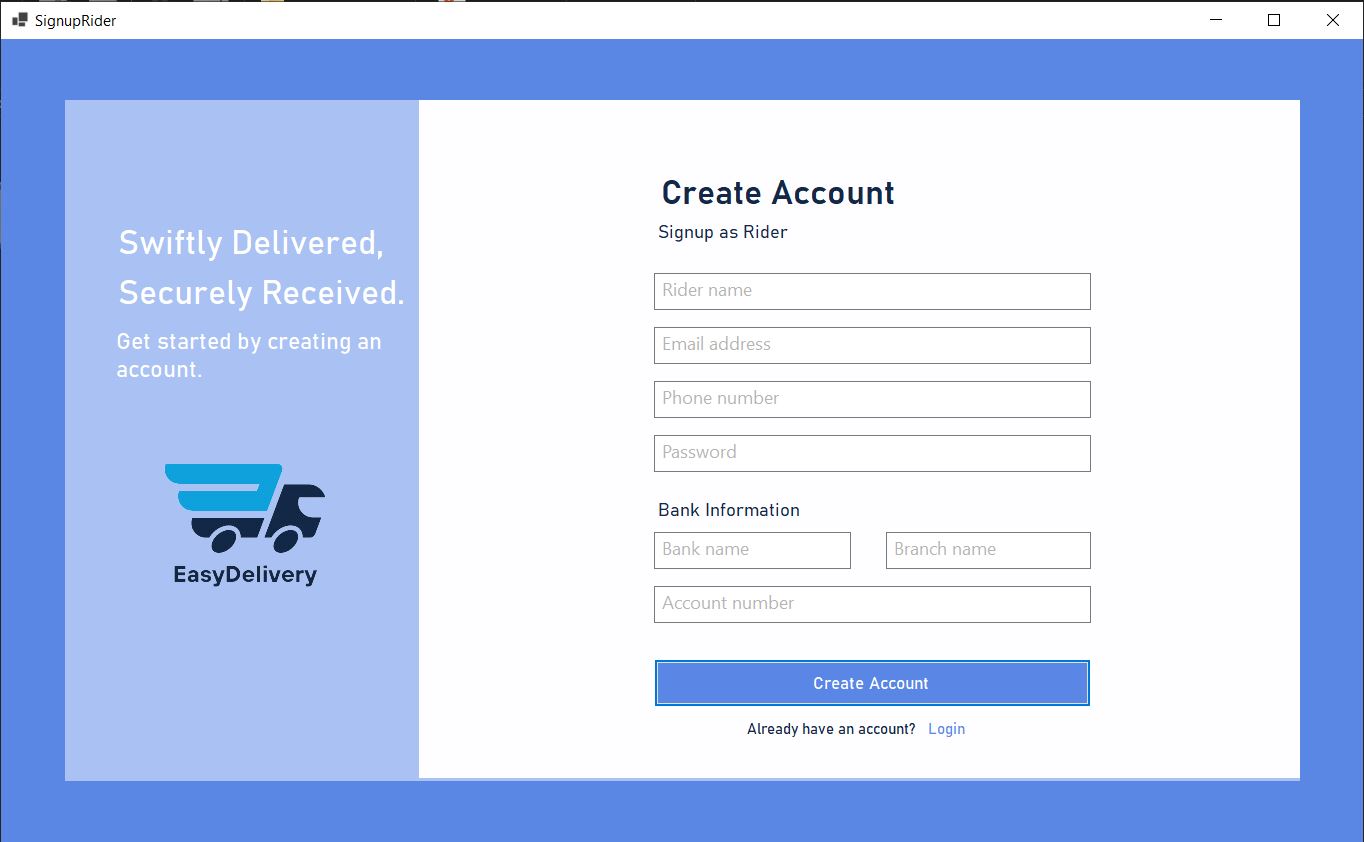 SignupRider
Swiftly Delivered,
Securely Received.
Get started by creating an
account.
EasyDelivery
Create Account
Signup as Rider
Rider name
Email address
Phone number
Password
Bank Information
Bank name
Branch name
Account number
Create Account
Already have an account? Login